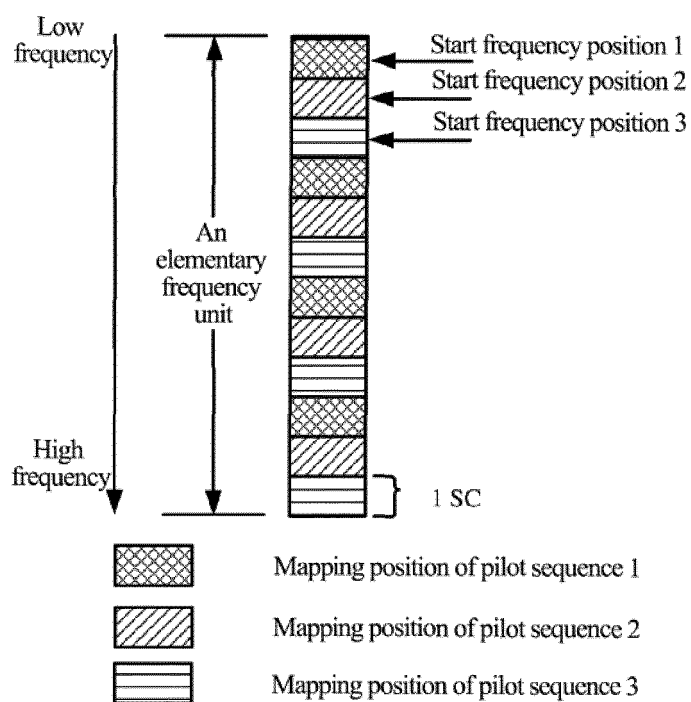 Low
frequency
Start frequency position 1
Start frequency position 2
Start frequency position 3
An
elementary
frequency
unit
High
frequency
1 SC
Mapping position of pilot sequence 1
Mapping position of pilot sequence 2
Mapping position of pilot sequence 3